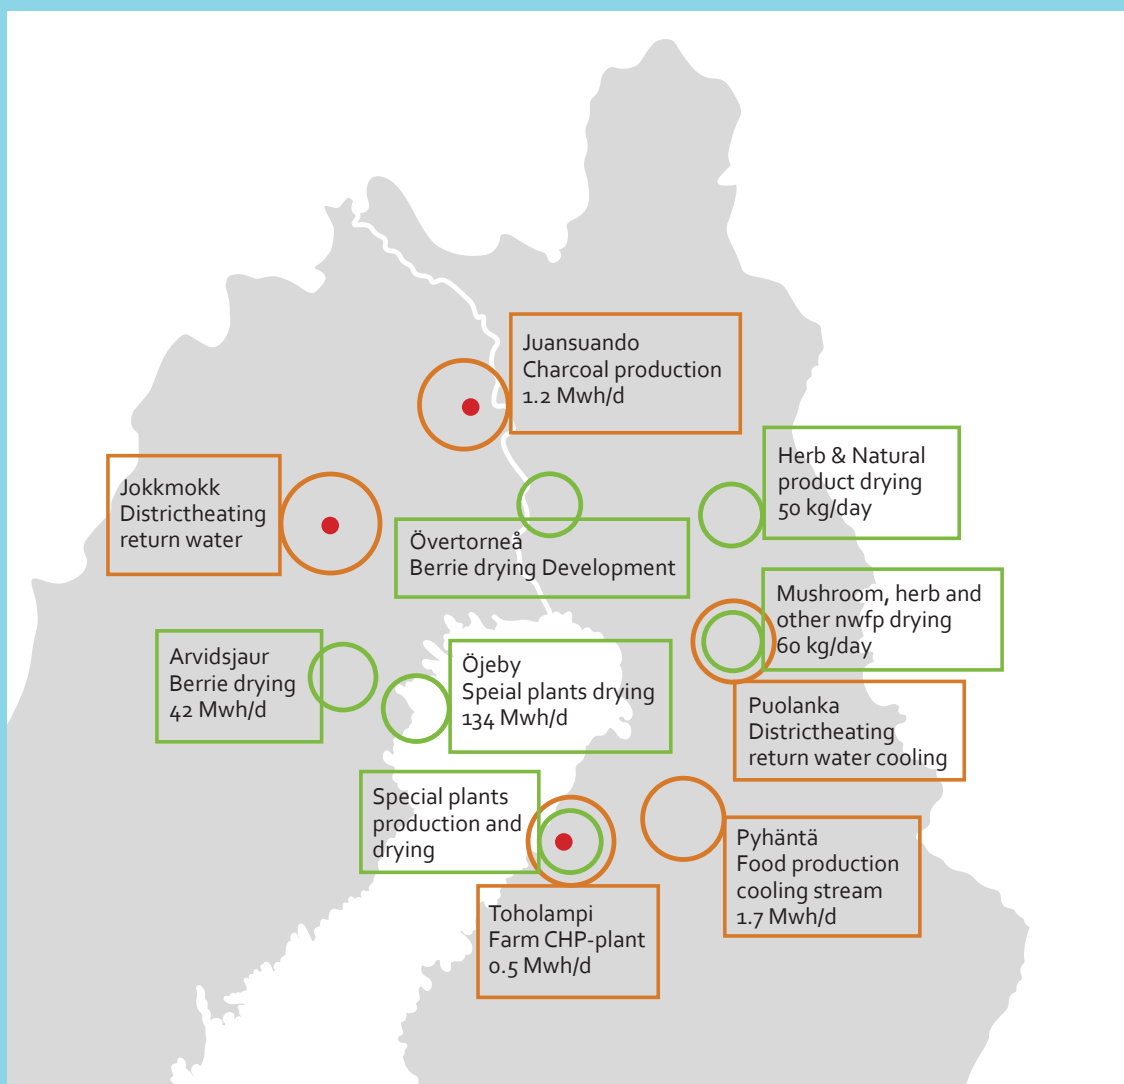 Juansuando
Charcoal production
1.2 Mwh/d
Herb & Natural
product drying
50 kg/day
Jokkmokk
Districtheating
return water
Övertorneå
Berrie drying Development
Mushroom, herb and
other nwfp drying
60 kg/day
Arvidsjaur
Berrie drying
42 Mwh/d
Öjeby
Speial plants drying
134 Mwh/d
Puolanka
Districtheating
return water cooling
Special plants
production and
drying
Pyhäntä
Food production
cooling stream
1.7 Mwh/d
Toholampi
Farm CHP-plant
0.5 Mwh/d